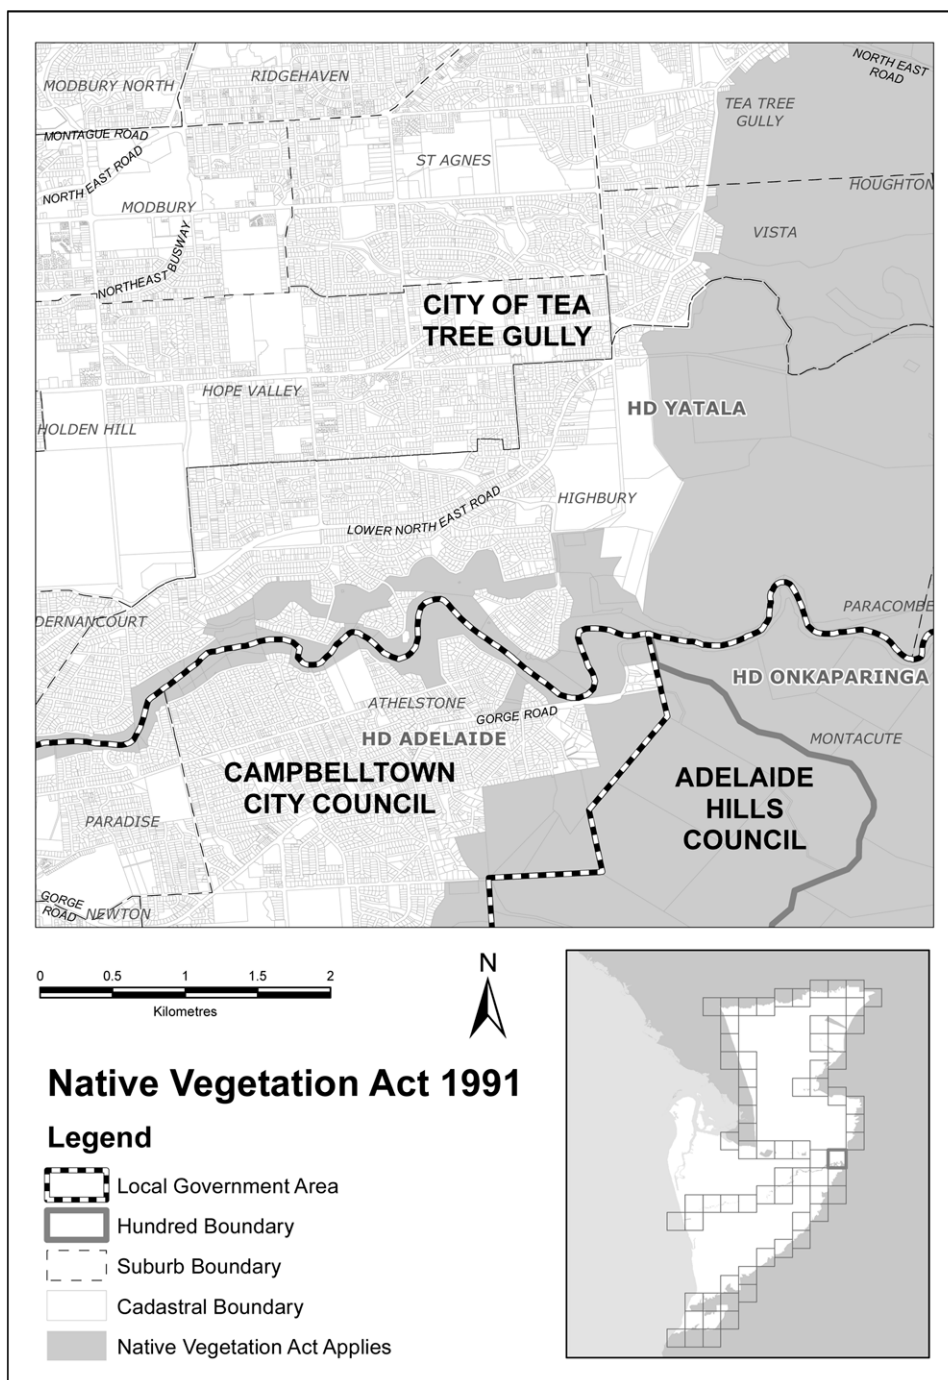 NORTH EAST
ROAD
MODBURY NORTH
RIDGEHAVEN
TEA TREE
GULLY
MONTAGUE ROAD
ST AGNES
NORTH EAST ROAD
HOUGHTON
MODBURY
VISTA
NORTHEAST BUSWAY
CITY OF TEA
TREE GULLY
HOPE VALLEY
HD YATALA
HOLDEN HILL
HIGHBURY
LOWER NORTH EAST ROAD
PARACOMBE
DERNANCOURT
HD ONKAPARINGA
ATHELSTONE
GORGE ROAD
HD ADELAIDE
MONTACUTE
CAMPBELLTOWN
CITY COUNCIL
ADELAIDE
HILLS
COUNCIL
PARADISE
GORGE
ROAD
NEWTON
0 0.5 1 1.5 2
Kilometres
N
Native Vegetation Act 1991
Legend
Local Government Area
Hundred Boundary
Suburb Boundary
Cadastral Boundary
Native Vegetation Act Applies